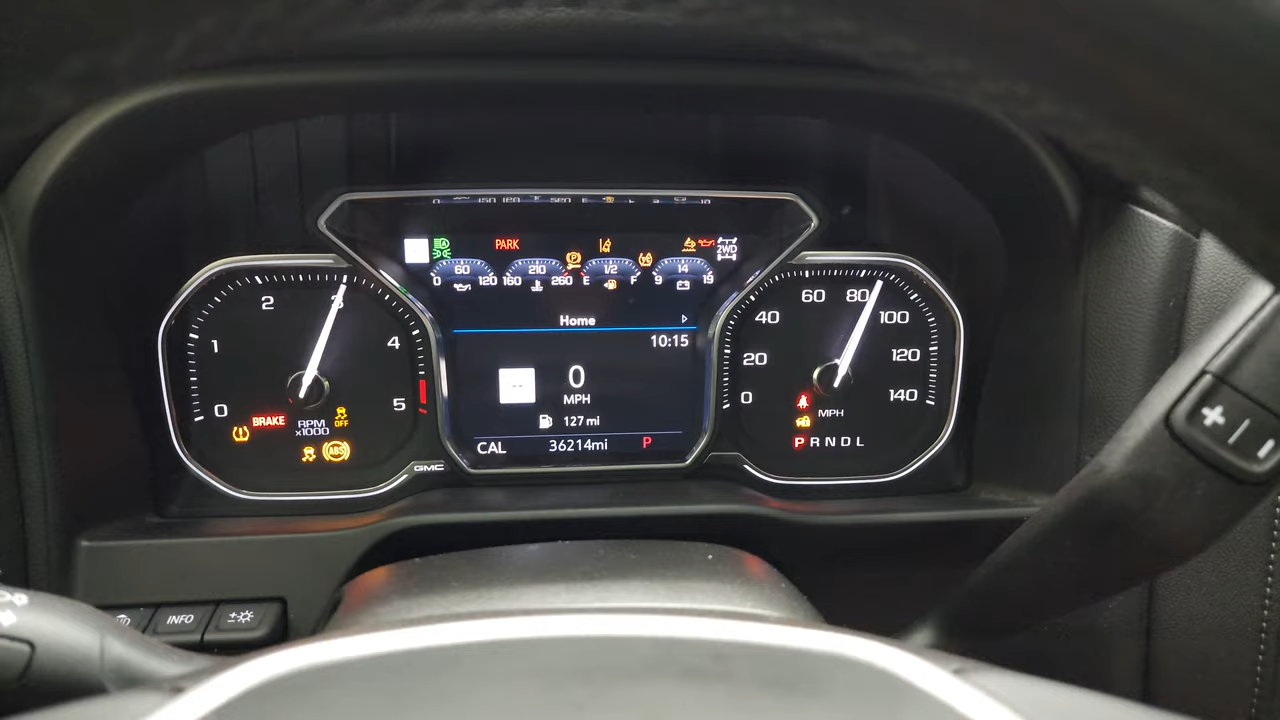 PARK
2WD
60
0 120
210
160 260
1/2
E F
14
9 19
Home
10:15
--
0
MPH
127 mi
CAL 36214mi P
0 1 2 3 4 5
BRAKE
RPM
x1000
OFF
ABS
GMC
0 20 40 60 80 100 120 140
MPH
P R N D L
INFO